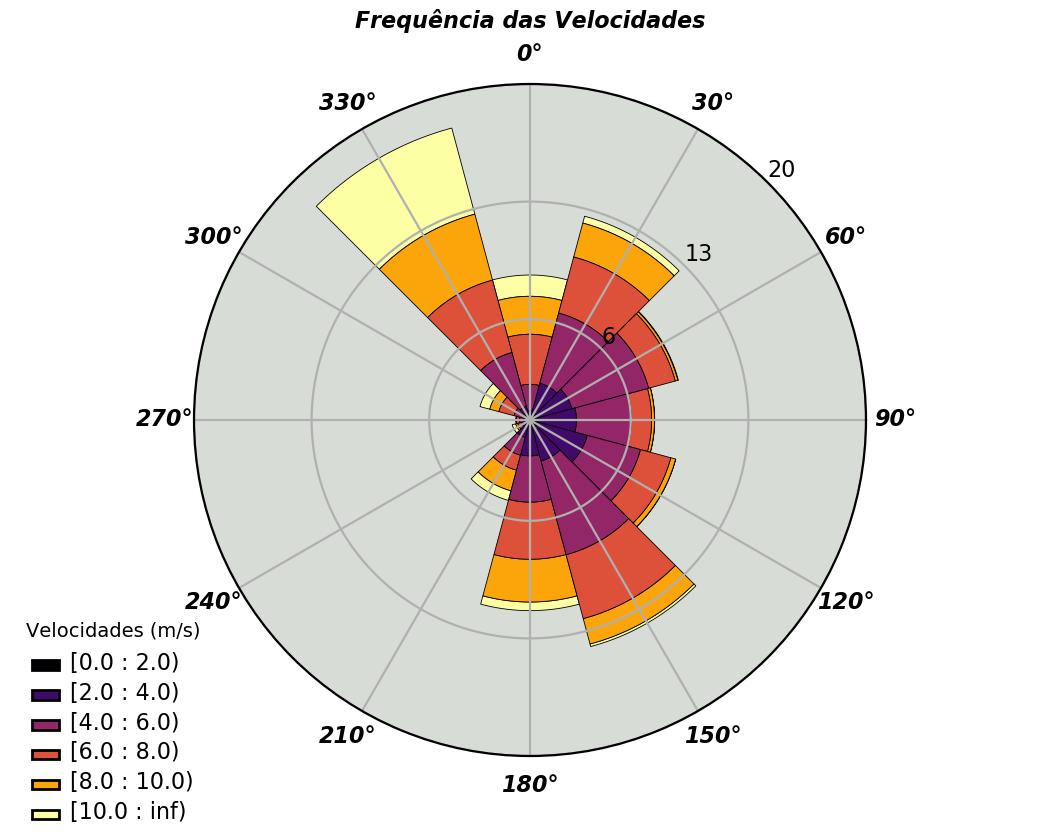 Frequência das Velocidades
0°
330°
30°
20
300°
60°
13
6
270°
90°
240°
120°
210°
150°
180°
Velocidades (m/s)
[0.0 : 2.0)
[2.0 : 4.0)
[4.0 : 6.0)
[6.0 : 8.0)
[8.0 : 10.0)
[10.0 : inf)